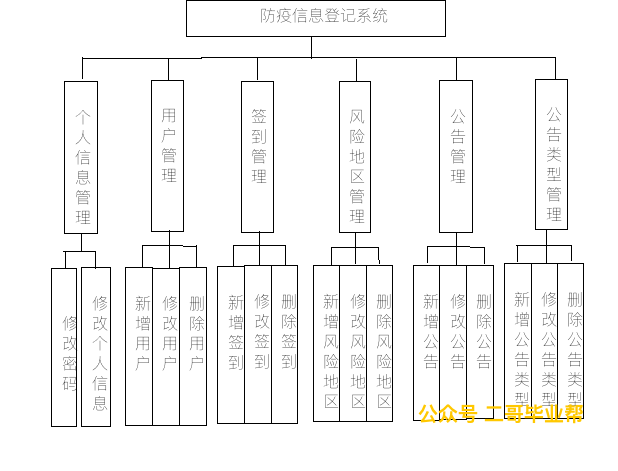 防疫信息登记系统
个人信息管理
用户管理
签到管理
风险地区管理
公告管理
公告类型管理
修改密码
修改个人信息
新增用户
修改用户
删除用户
新增签到
修改签到
删除签到
新增风险地区
修改风险地区
删除风险地区
新增公告
修改公告
删除公告
新增公告类型
修改公告类型
删除公告类型
公众号 二哥毕业帮